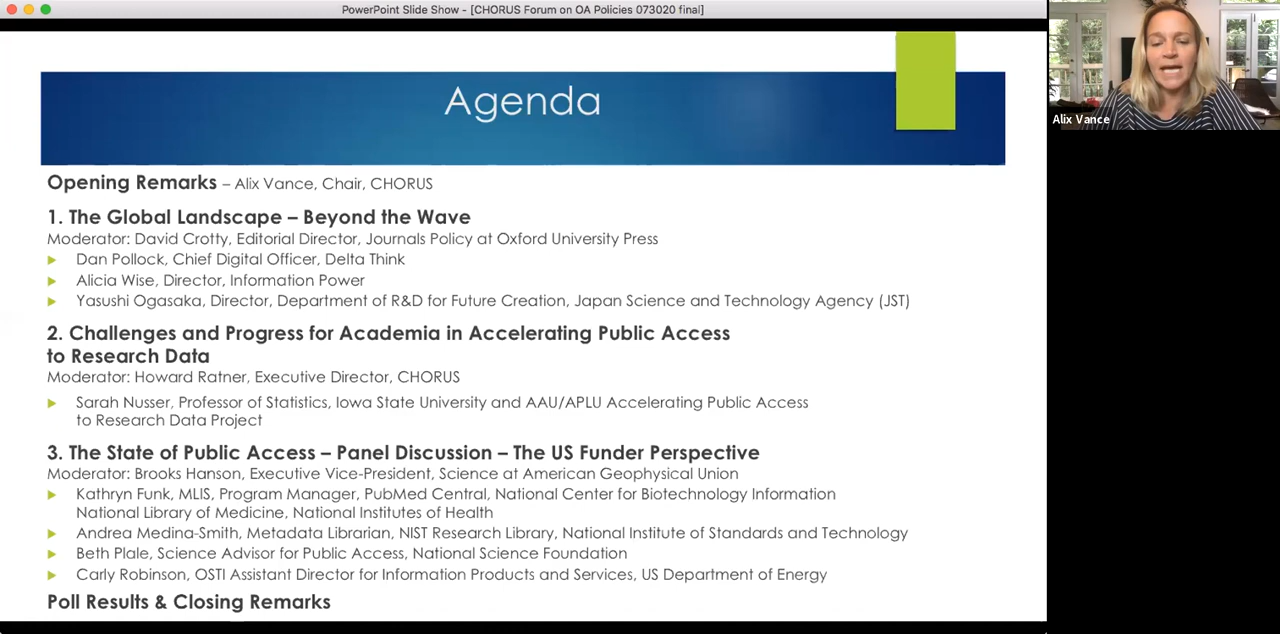 PowerPoint Slide Show - [CHORUS Forum on OA Policies 073020 final]
Agenda
Alix Vance
Opening Remarks – Alix Vance, Chair, CHORUS
1. The Global Landscape – Beyond the Wave
Moderator: David Crotty, Editorial Director, Journals Policy at Oxford University Press
Dan Pollock, Chief Digital Officer, Delta Think
Alicia Wise, Director, Information Power
Yasushi Ogasaka, Director, Department of R&D for Future Creation, Japan Science and Technology Agency (JST)
2. Challenges and Progress for Academia in Accelerating Public Access
to Research Data
Moderator: Howard Ratner, Executive Director, CHORUS
Sarah Nusser, Professor of Statistics, Iowa State University and AAU/APLU Accelerating Public Access
to Research Data Project
3. The State of Public Access – Panel Discussion – The US Funder Perspective
Moderator: Brooks Hanson, Executive Vice-President, Science at American Geophysical Union
Kathryn Funk, MLIS, Program Manager, PubMed Central, National Center for Biotechnology Information
National Library of Medicine, National Institutes of Health
Andrea Medina-Smith, Metadata Librarian, NIST Research Library, National Institute of Standards and Technology
Beth Plale, Science Advisor for Public Access, National Science Foundation
Carly Robinson, OSTI Assistant Director for Information Products and Services, US Department of Energy
Poll Results & Closing Remarks